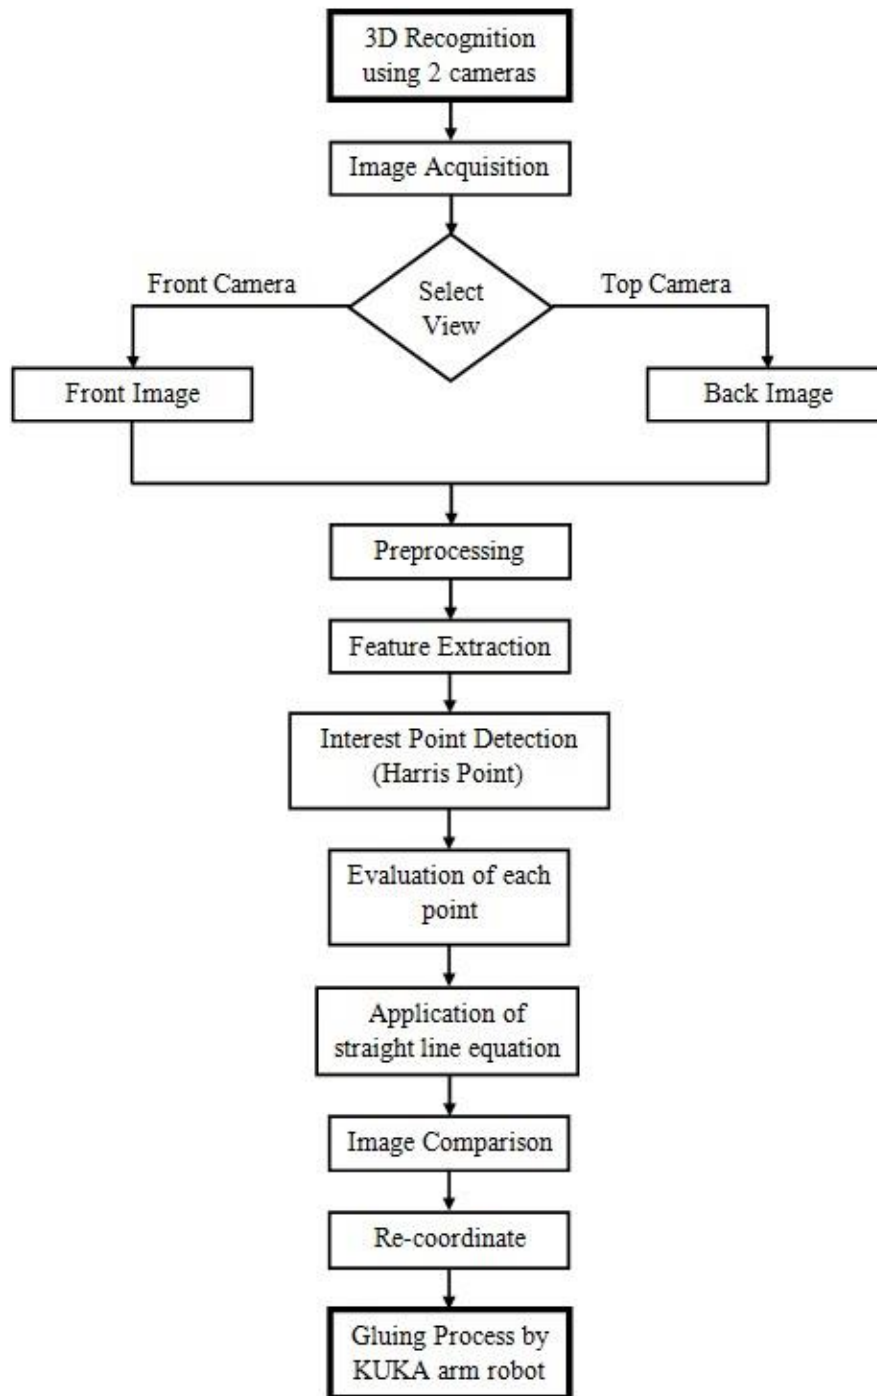 3D Recognition
using 2 cameras
Image Acquisition
Front Camera
Select
View
Top Camera
Front Image
Back Image
Preprocessing
Feature Extraction
Interest Point Detection
(Harris Point)
Evaluation of each
point
Application of
straight line equation
Image Comparison
Re-coordinate
Gluing Process by
KUKA arm robot